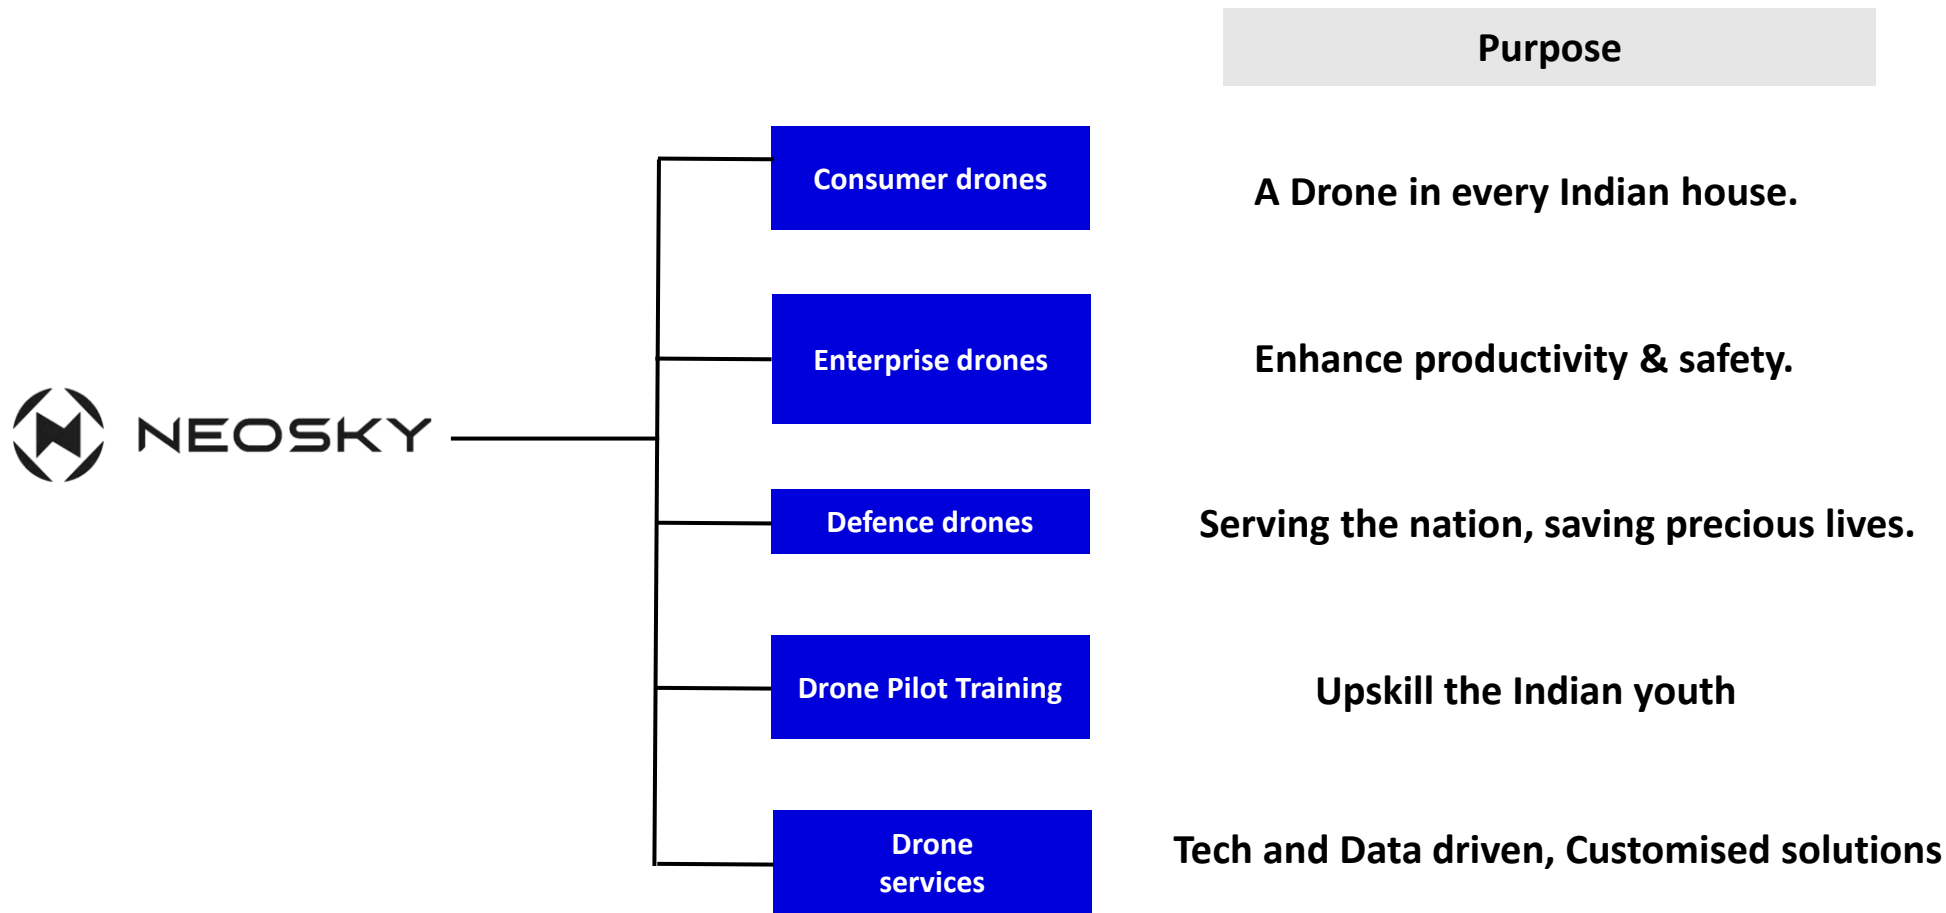 Purpose
Consumer drones
A Drone in every Indian house.
Enterprise drones
Enhance productivity & safety.
NEOSKY
Defence drones
Serving the nation, saving precious lives.
Drone Pilot Training
Upskill the Indian youth
Drone
services
Tech and Data driven, Customised solutions